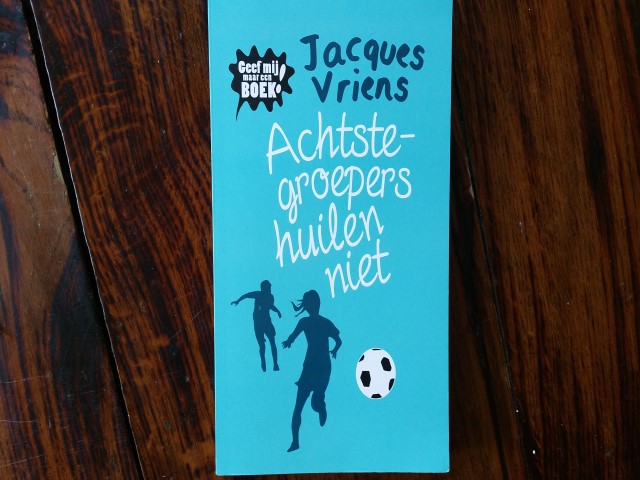 Jacques
Vriens
Geef mij
maar een
BOEK!
Achtste-
groepers
huilen
niet